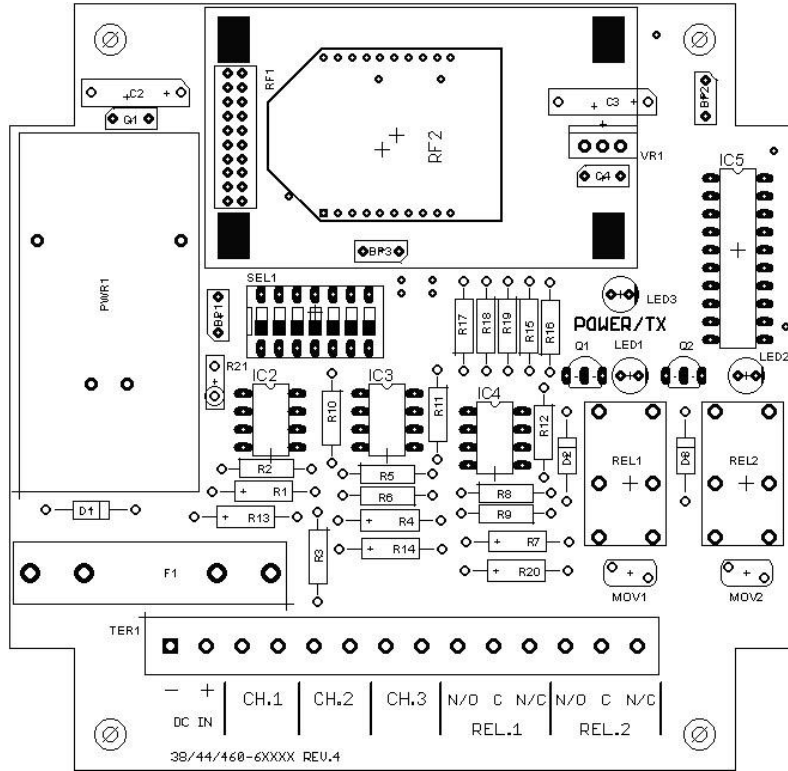 C2
RF1
C3
BP2
Q1
RF2
VR1
C4
IC5
BP3
SEL1
PWR1
BP1
LED3
R17
R18
R19
R15
R16
POWER/TX
R21
Q1
LED1
Q2
LED2
IC2
IC3
IC4
R10
R11
R12
D2
REL1
D3
REL2
R2
R5
R1
R6
R8
R9
D1
R13
R4
R3
R14
R7
R20
F1
MOV1
MOV2
TER1
- +
CH.1 CH.2 CH.3 N/O C N/C N/O C N/C
DC IN
REL.1 REL.2
38/44/460-6XXXX REV.4